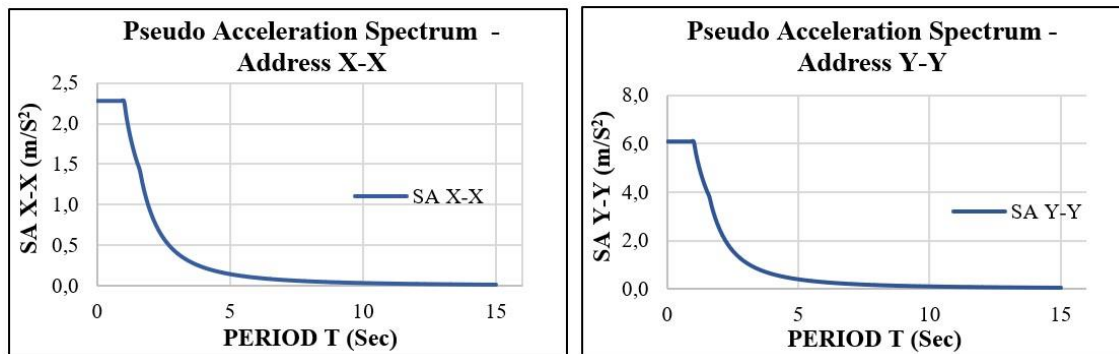 Pseudo Acceleration Spectrum -
Address X-X
SA X-X (m/S²)
2,5
2,0
1,5
1,0
0,5
0,0
SA X-X
0
5
10
15
PERIOD T (Sec)
Pseudo Acceleration Spectrum -
Address Y-Y
SA Y-Y (m/S²)
8,0
6,0
4,0
2,0
0,0
SA Y-Y
0
5
10
15
PERIOD T (Sec)